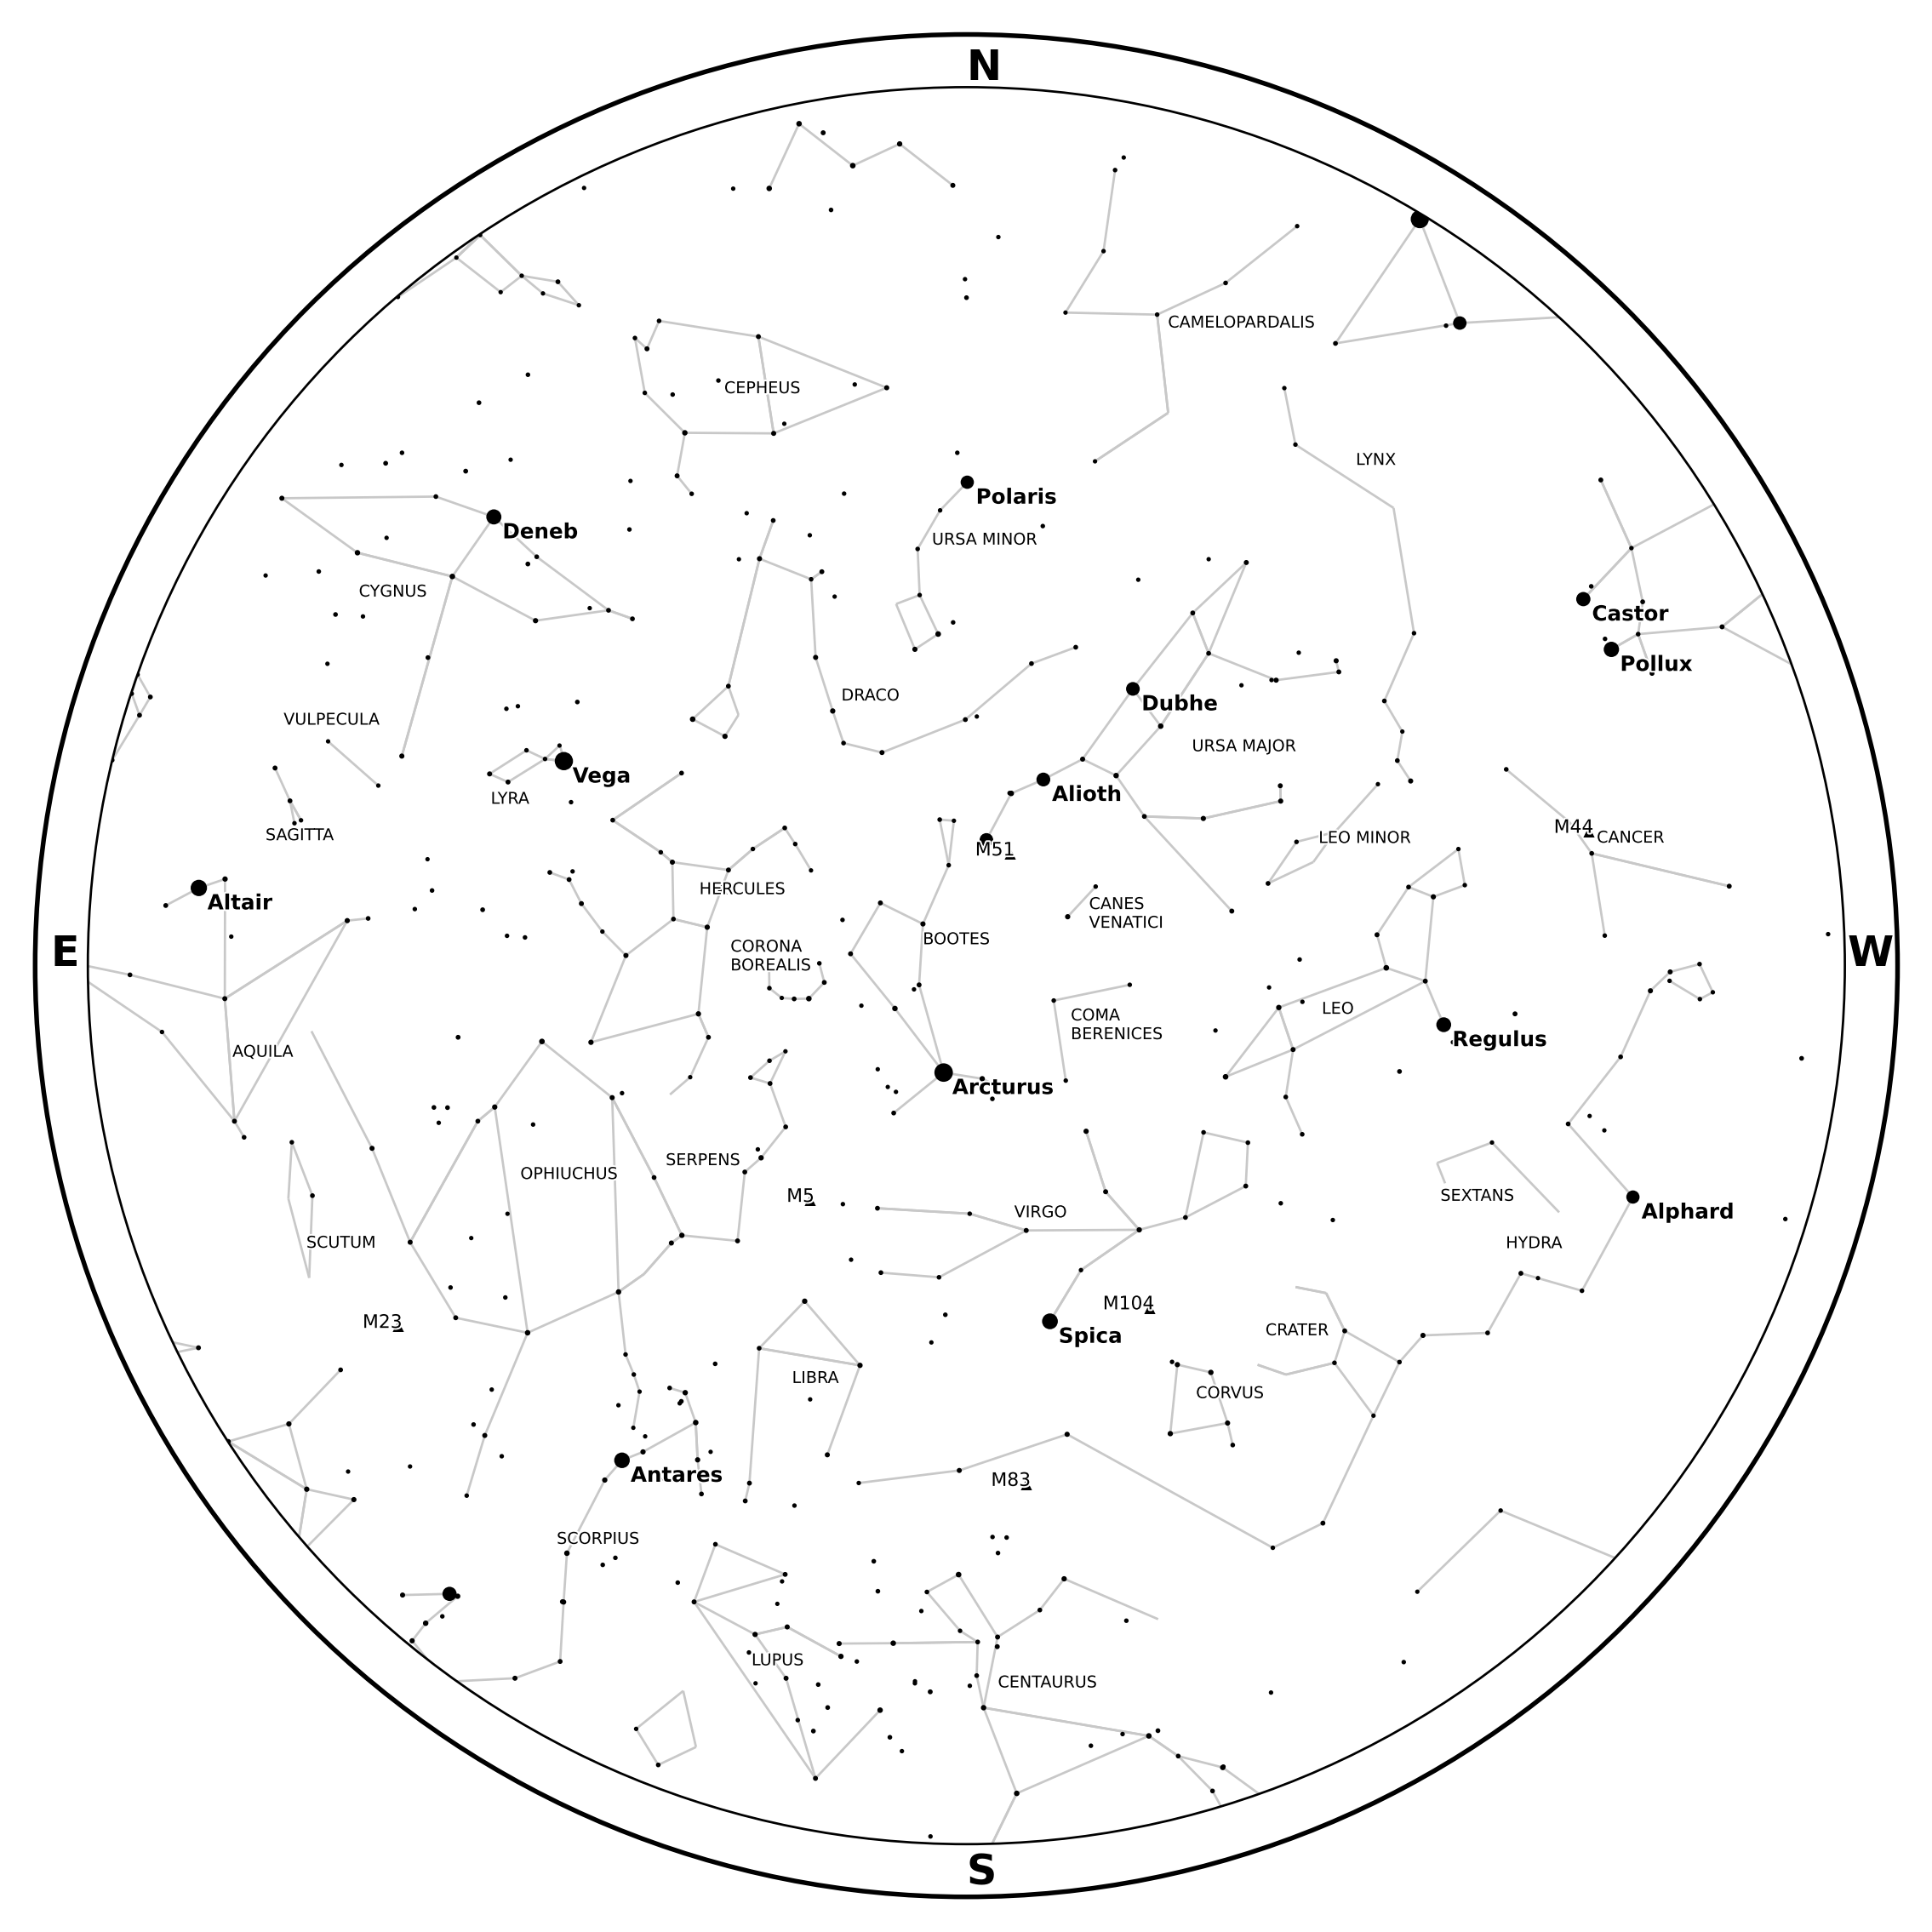 N
CAMELOPARDALIS
CEPHEUS
LYNX
Polaris
Deneb
URSA MINOR
CYGNUS
Castor
Pollux
DRACO
Dubhe
VULPECULA
URSA MAJOR
Vega
Alioth
LYRA
SAGITTA
M44
LEO MINOR
CANCER
M51
HERCULES
Altair
CANES
VENATICI
E
CORONA
BOREALIS
BOOTES
W
LEO
COMA
BERENICES
Regulus
AQUILA
Arcturus
SERPENS
OPHIUCHUS
M5
SEXTANS
VIRGO
Alphard
SCUTUM
HYDRA
M23
M104
Spica
CRATER
LIBRA
CORVUS
Antares
M83
SCORPIUS
LUPUS
CENTAURUS
S